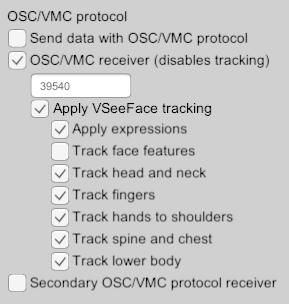 OSC/VMC protocol
Send data with OSC/VMC protocol
OSC/VMC receiver (disables tracking)
39540
Apply VSeeFace tracking
Apply expressions
Track face features
Track head and neck
Track fingers
Track hands to shoulders
Track spine and chest
Track lower body
Secondary OSC/VMC protocol receiver